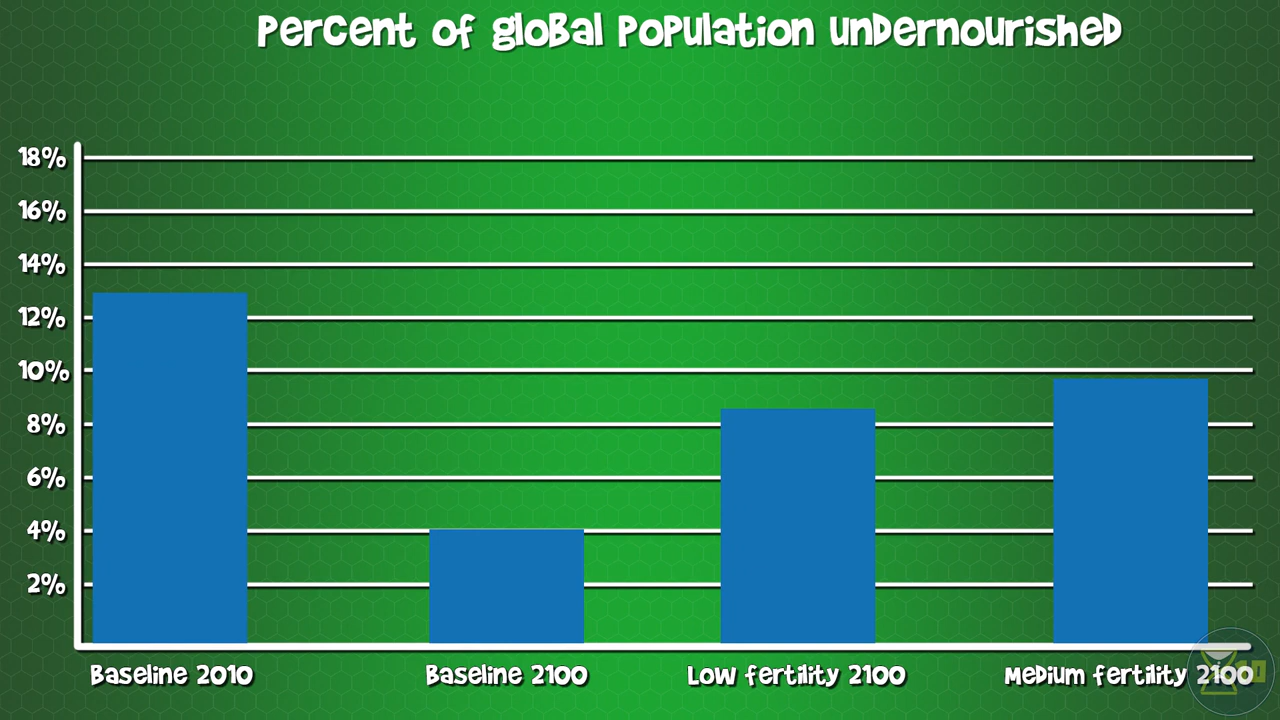 Percent of global population undernourished
18%
16%
14%
12%
10%
8%
6%
4%
2%
Baseline 2010
Baseline 2100
Low fertility 2100
Medium fertility 2100